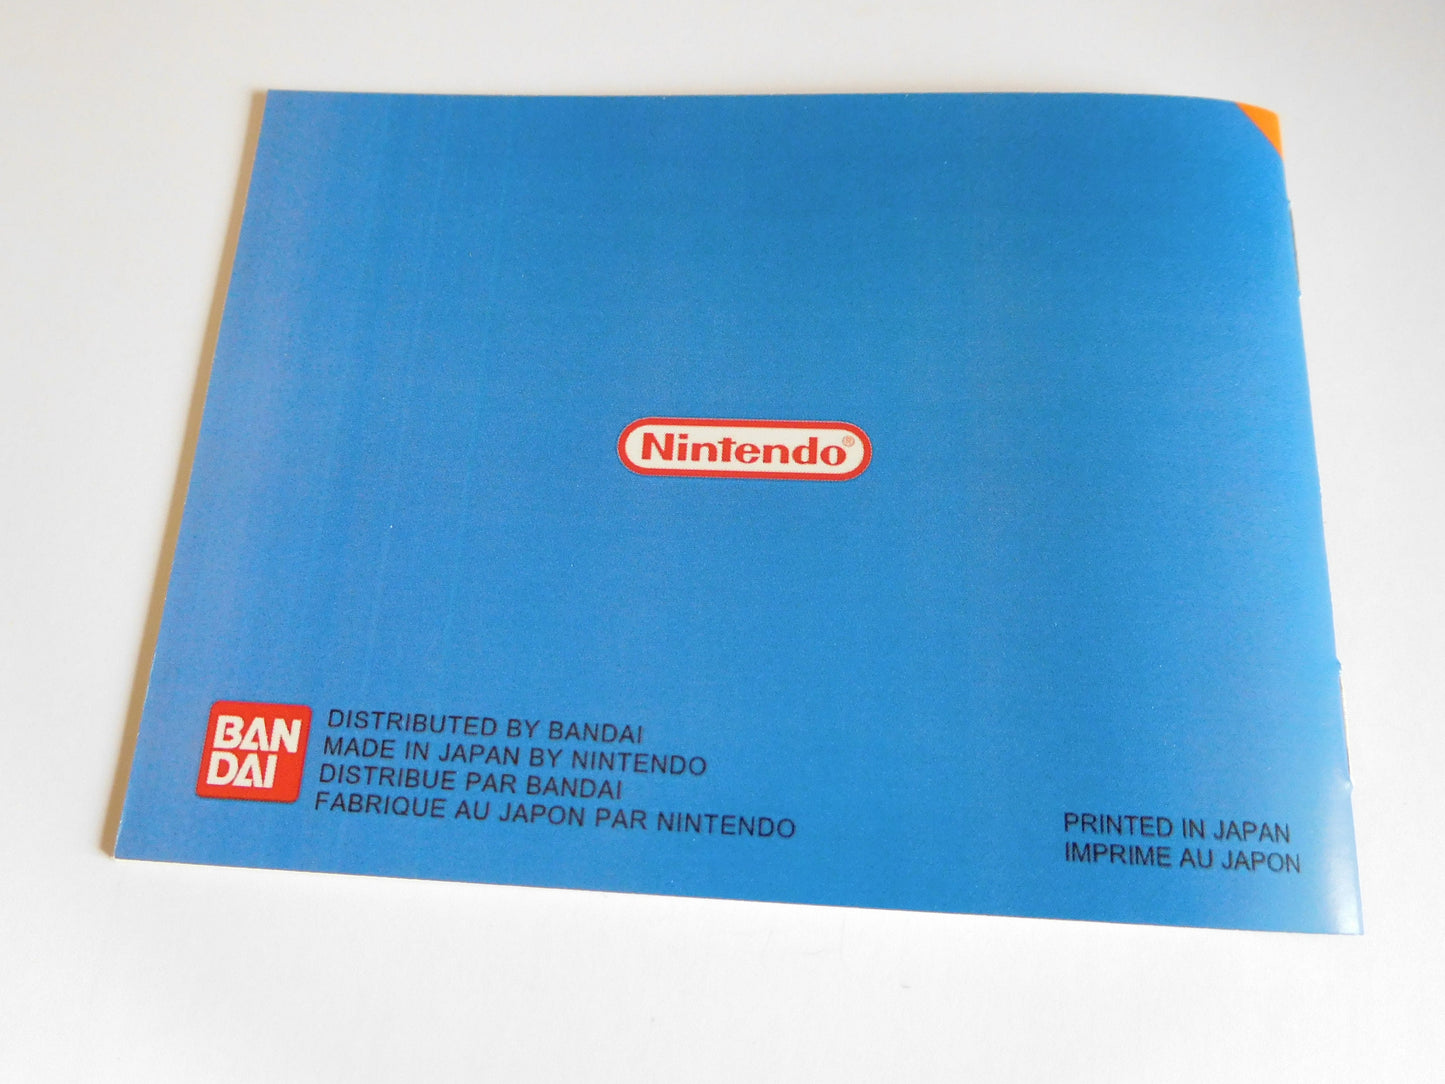 Nintendo®
BAN
DAI
DISTRIBUTED BY BANDAI
MADE IN JAPAN BY NINTENDO
DISTRIBUE PAR BANDAI
FABRIQUE AU JAPON PAR NINTENDO
PRINTED IN JAPAN
IMPRIME AU JAPON